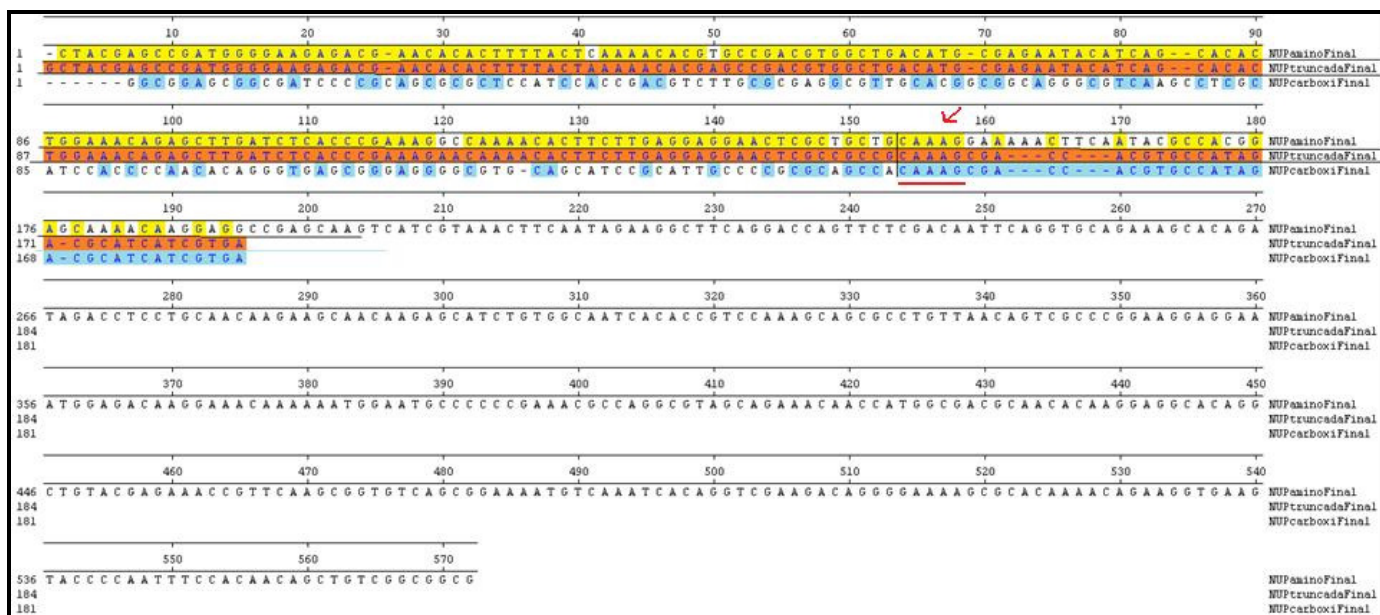 10 20 30 40 50 60 70 80 90
1 -CTACGAGCCGATGGGGAAGAGACG-AACACACTTTTACTCAAAACACGTGCCGACGTGGCTGACATG-CGAGAATACATCAG--CACAC NUPaminoFinal
1 GCTACGAGCCGATGGGGAAGAGACG-AACACACTTTTACTAAAAACACGAGCCGACGTGGCTGACATG-CGAGAATACATCAG--CACAC NUPtruncadaFinal
1 ------GGCGGAGCGGCGATCCCCGCAGCGCGCTCCATCCACCGACGTCTTGCGCGAGGCGTTGCACGGCGGCAGGGCGTCAAGCCTCGC NUPcarboxiFinal
100 110 120 130 140 150 160 170 180
86 TGGAAACAGAGCTTGATCTCACCCGAAAGGCCAAAACACTTCTTGAGGAGGAACTCGCTGCTGCAAAGGAAAAACTTCAATACGCCACGG NUPaminoFinal
87 TGGAAACAGAGCTTGATCTCACCCGAAAGAACAAAACACTTCTTGAGGAGGAACTCGCCGCCGCAAAGCGA---CC---ACGTGCCATAG NUPtruncadaFinal
85 ATCCACCCCAACACAGGGTGAGCGGGAGGGGCGTG-CAGCATCCGCATTGCCCCGCGCAGCCACAAAGCGA---CC---ACGTGCCATAG NUPcarboxiFinal
190 200 210 220 230 240 250 260 270
176 AGCAAAACAAGGAGGCCGAGCAAGTCATCGTAAACTTCAATAGAAGGCTTCAGGACCAGTTCTCGACAATTCAGGTGCAGAAAGCACAGA NUPaminoFinal
171 A-CGCATCATCGTGA NUPtruncadaFinal
168 A-CGCATCATCGTGA NUPcarboxiFinal
280 290 300 310 320 330 340 350 360
266 TAGACCTCCTGCAACAAGAAGCAACAAGAGCATCTGTGGCAATCACACCGTCCAAAGCAGCGCCTGTTAACAGTCGCCCGGAAGGAGGAA NUPaminoFinal
184 NUPtruncadaFinal
181 NUPcarboxiFinal
370 380 390 400 410 420 430 440 450
356 ATGGAGACAAGGAAACAAAAAATGGAATGCCCCCCGAAACGCCAGGCGTAGCAGAAACAACCATGGCGACGCAACACAAGGAGGCACAGG NUPaminoFinal
184 NUPtruncadaFinal
181 NUPcarboxiFinal
460 470 480 490 500 510 520 530 540
446 CTGTACGAGAAACCGTTCAAGCGGTGTCAGCGGAAAATGTCAAATCACAGGTCGAAGACAGGGGAAAAGCGCACAAAACAGAAGGTGAAG NUPaminoFinal
184 NUPtruncadaFinal
181 NUPcarboxiFinal
550 560 570
536 TACCCCAATTTCCACAACAGCTGTCGGCGGCG NUPaminoFinal
184 NUPtruncadaFinal
181 NUPcarboxiFinal